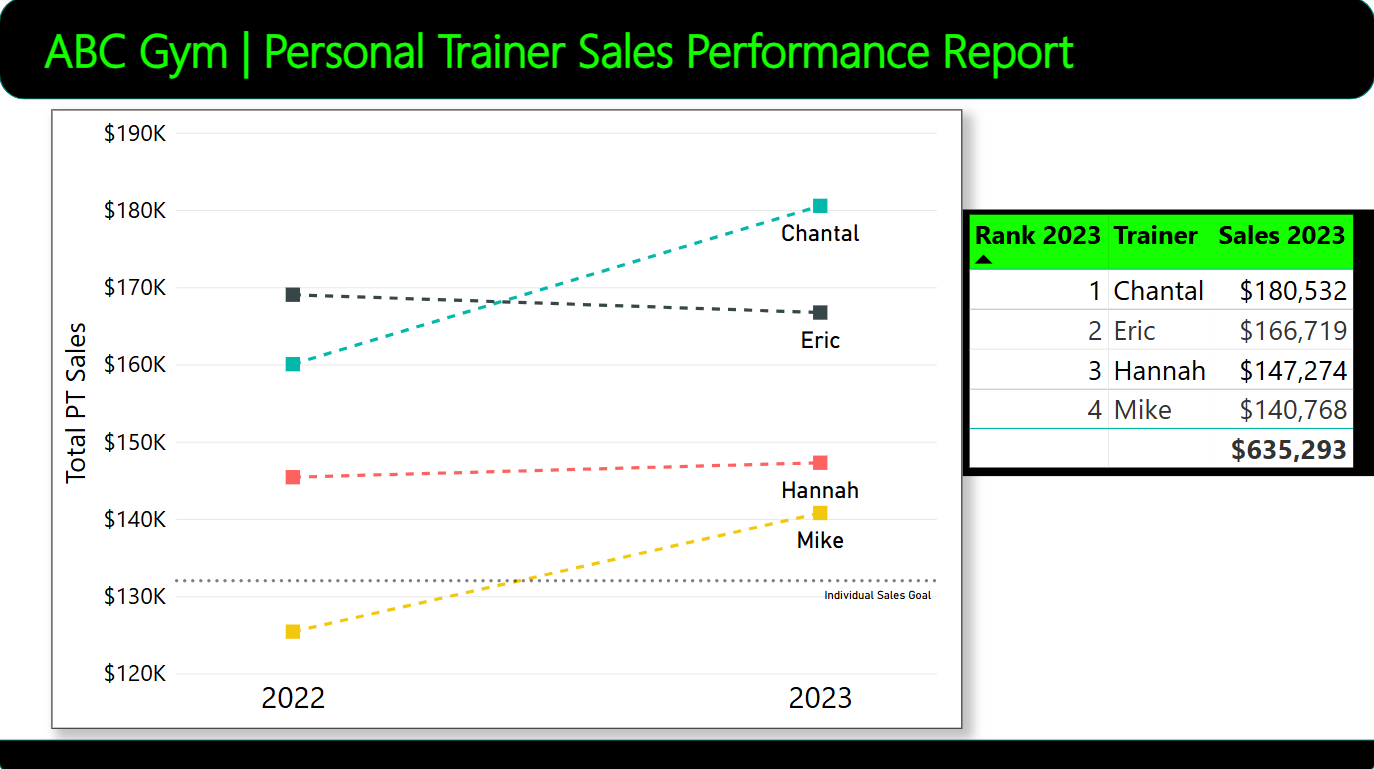 ABC Gym | Personal Trainer Sales Performance Report
Total PT Sales
$190K
$180K
$170K
$160K
$150K
$140K
$130K
$120K
Chantal
Eric
Hannah
Mike
Individual Sales Goal
2022 2023
Rank 2023 Trainer Sales 2023
1 Chantal $180,532
2 Eric $166,719
3 Hannah $147,274
4 Mike $140,768
$635,293